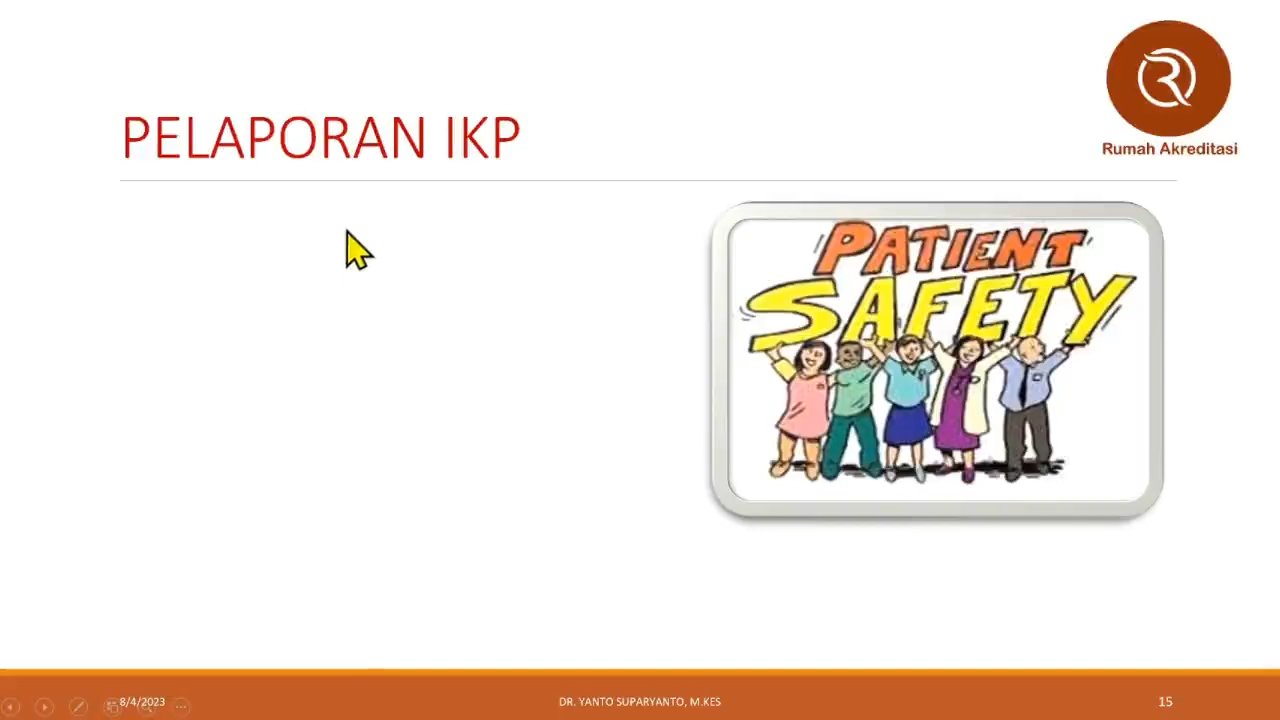 Rumah Akreditasi
PELAPORAN IKP
PATIENT
SAFETY
8/4/2023
DR. YANTO SUPARYANTO, M.KES
15